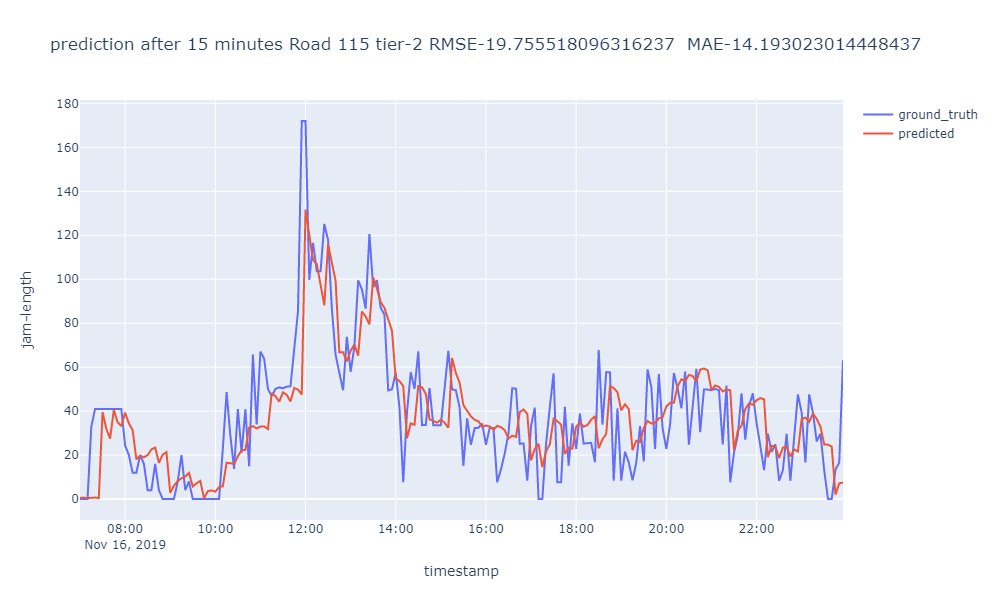 prediction after 15 minutes Road 115 tier-2 RMSE-19.755518096316237  MAE-14.193023014448437
ground_truth
predicted
jam-length
180
160
140
120
100
80
60
40
20
0
08:00 10:00 12:00 14:00 16:00 18:00 20:00 22:00
Nov 16, 2019
timestamp